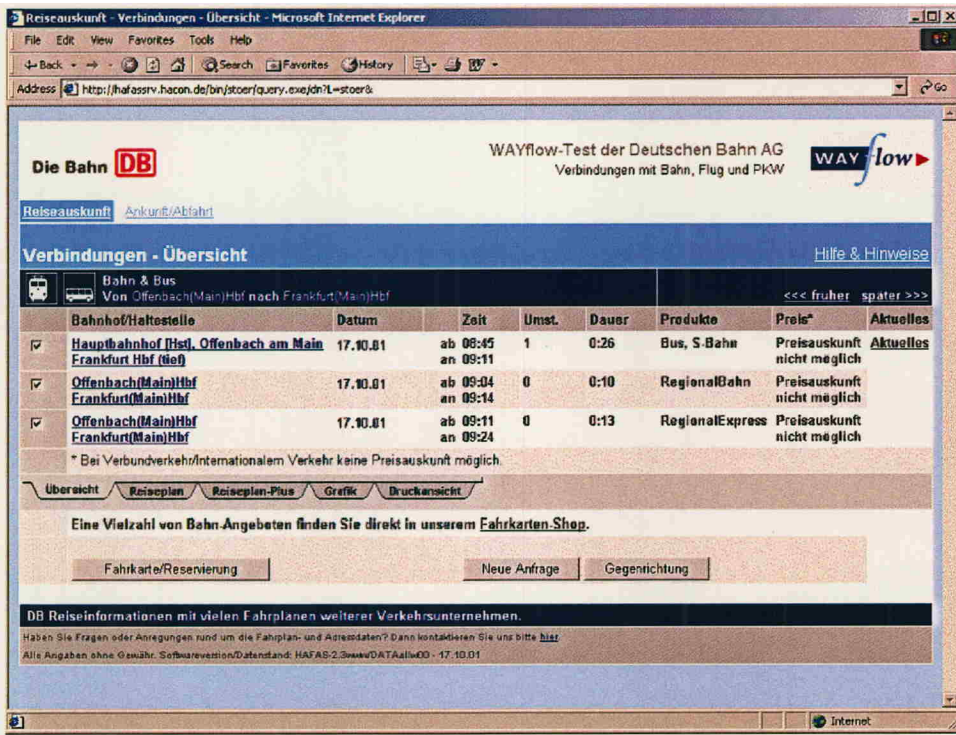 Reiseauskunft - Verbindungen - Übersicht - Microsoft Internet Explorer
File Edit View Favorites Tools Help
Back Search Favorites History
Address http://hafassrv.hacon.de/bin/stoer/query.exe/dn?L=stoer& Go
Die Bahn DB
WAYflow-Test der Deutschen Bahn AG
Verbindungen mit Bahn, Flug und PKW
WAYflow
Reiseauskunft Ankunft/Abfahrt
Verbindungen - Übersicht Hilfe & Hinweise
Bahn & Bus
Von Offenbach(Main)Hbf nach Frankfurt(Main)Hbf <<< fruher spater >>>
Bahnhof/Haltestelle Datum Zeit Umst. Dauer Produkte Preis* Aktuelles
Hauptbahnhof [Hst], Offenbach am Main 17.10.01 ab 08:45 1 0:26 Bus, S-Bahn Preisauskunft Aktuelles
Frankfurt Hbf (tief) an 09:11 nicht möglich
Offenbach(Main)Hbf 17.10.01 ab 09:04 0 0:10 RegionalBahn Preisauskunft
Frankfurt(Main)Hbf an 09:14 nicht möglich
Offenbach(Main)Hbf 17.10.01 ab 09:11 0 0:13 RegionalExpress Preisauskunft
Frankfurt(Main)Hbf an 09:24 nicht möglich
* Bei Verbundverkehr/Internationalem Verkehr keine Preisauskunft möglich.
Übersicht Reiseplan Reiseplan-Plus Grafik Druckansicht
Eine Vielzahl von Bahn-Angeboten finden Sie direkt in unserem Fahrkarten-Shop.
Fahrkarte/Reservierung Neue Anfrage Gegenrichtung
DB Reiseinformationen mit vielen Fahrplanen weiterer Verkehrsunternehmen.
Haben Sie Fragen oder Anregungen rund um die Fahrplan- und Adressdaten? Dann kontaktieren Sie uns bitte hier.
Alle Angaben ohne Gewähr. Softwareversion/Datenstand: - 17.10.01
Internet